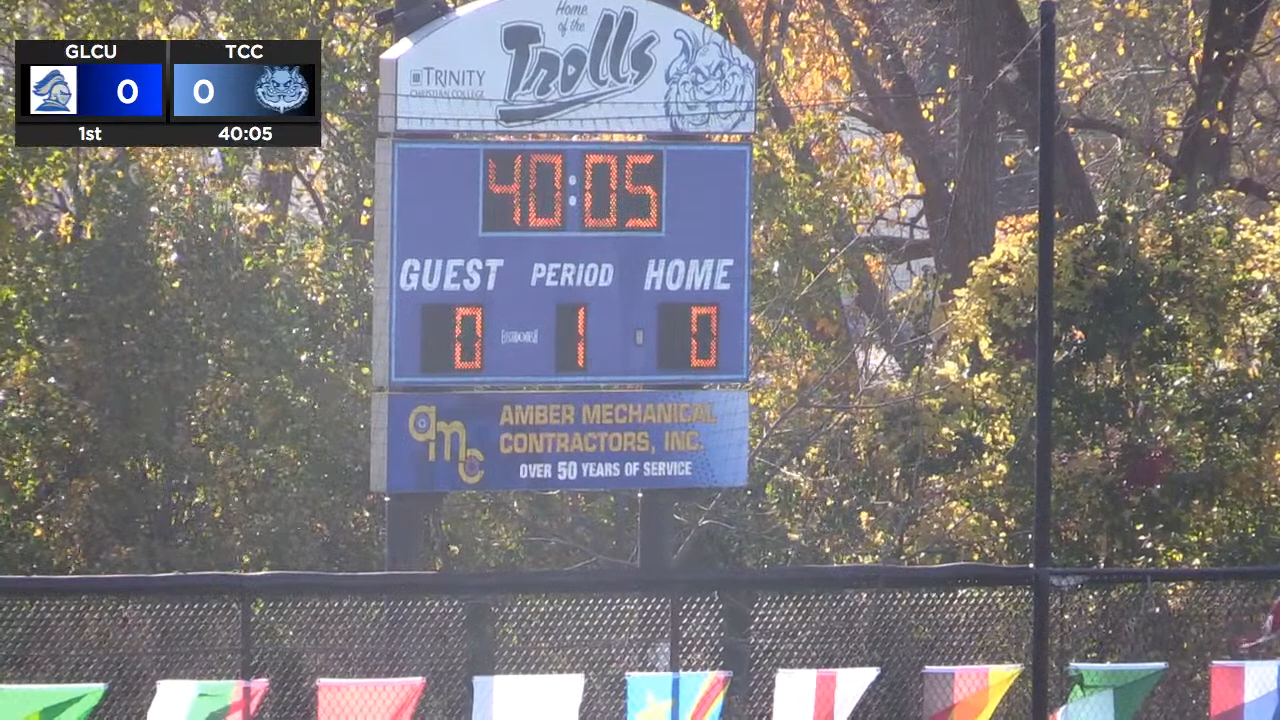 GLCU TCC
0 0
1st 40:05
Home
of the
Trolls
TRINITY
CHRISTIAN COLLEGE
40:05
GUEST PERIOD HOME
0 1 0
amc
AMBER MECHANICAL
CONTRACTORS, INC.
OVER 50 YEARS OF SERVICE